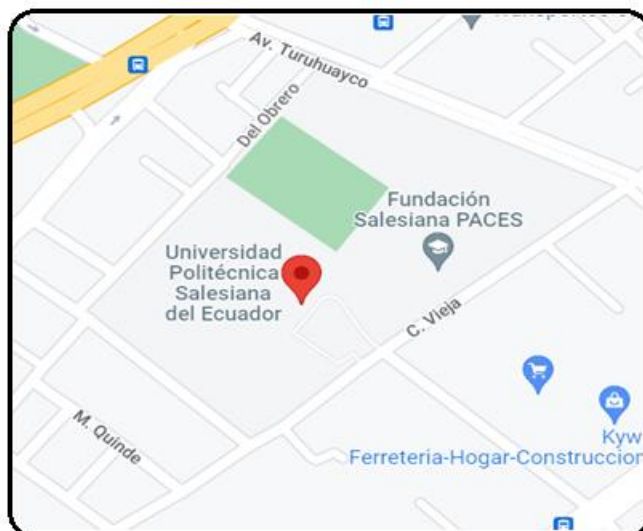 Av. Turuhuayco
Del Obrero
Fundación
Salesiana PACES
Universidad
Politécnica
Salesiana
del Ecuador
C. Vieja
M. Quinde
Kyw
Ferreteria-Hogar-Construccion